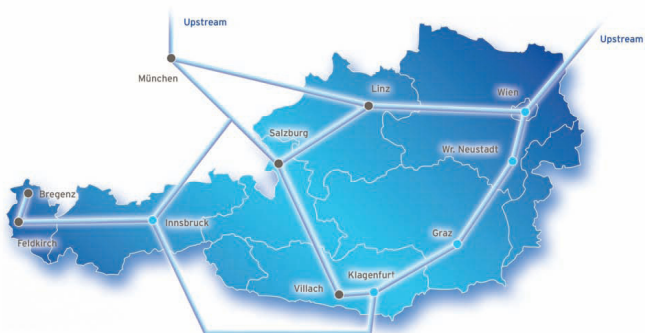 Upstream
Upstream
München
Linz
Wien
Salzburg
Wr. Neustadt
Bregenz
Innsbruck
Feldkirch
Graz
Klagenfurt
Villach